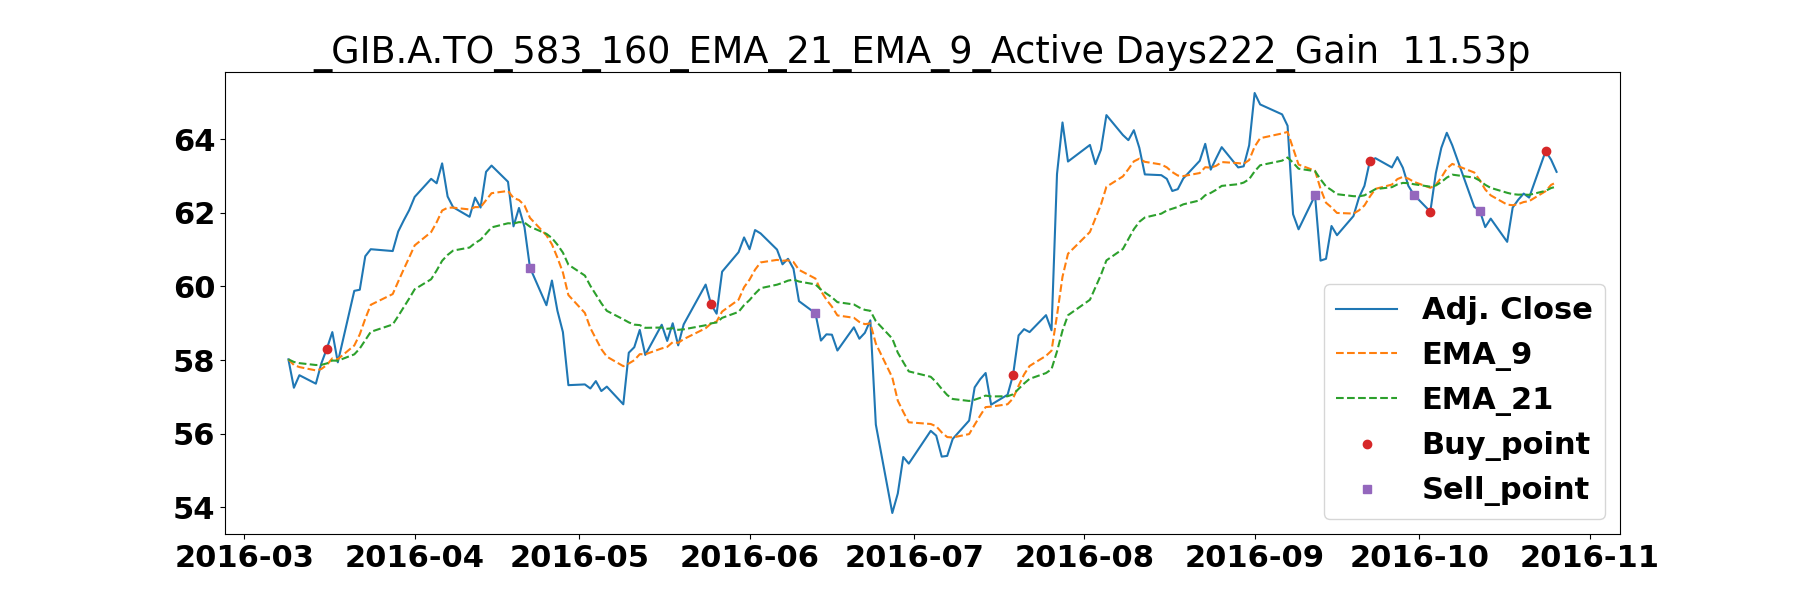 _GIB.A.TO_583_160_EMA_21_EMA_9_Active Days222_Gain  11.53p
64
62
60
58
56
54
Adj. Close
EMA_9
EMA_21
Buy_point
Sell_point
2016-03 2016-04 2016-05 2016-06 2016-07 2016-08 2016-09 2016-10 2016-11